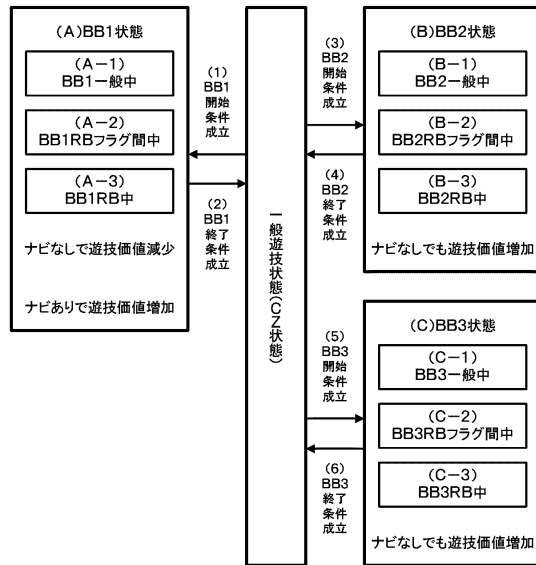 (A)BB1状態
(A－1)
BB1一般中
(A－2)
BB1RBフラグ間中
(A－3)
BB1RB中
ナビなしで遊技価値減少
ナビありで遊技価値増加
(1)
BB1
開始
条件
成立
(2)
BB1
終了
条件
成立
一般遊技状態(CZ状態)
(3)
BB2
開始
条件
成立
(4)
BB2
終了
条件
成立
(B)BB2状態
(B－1)
BB2一般中
(B－2)
BB2RBフラグ間中
(B－3)
BB2RB中
ナビなしでも遊技価値増加
(5)
BB3
開始
条件
成立
(6)
BB3
終了
条件
成立
(C)BB3状態
(C－1)
BB3一般中
(C－2)
BB3RBフラグ間中
(C－3)
BB3RB中
ナビなしでも遊技価値増加